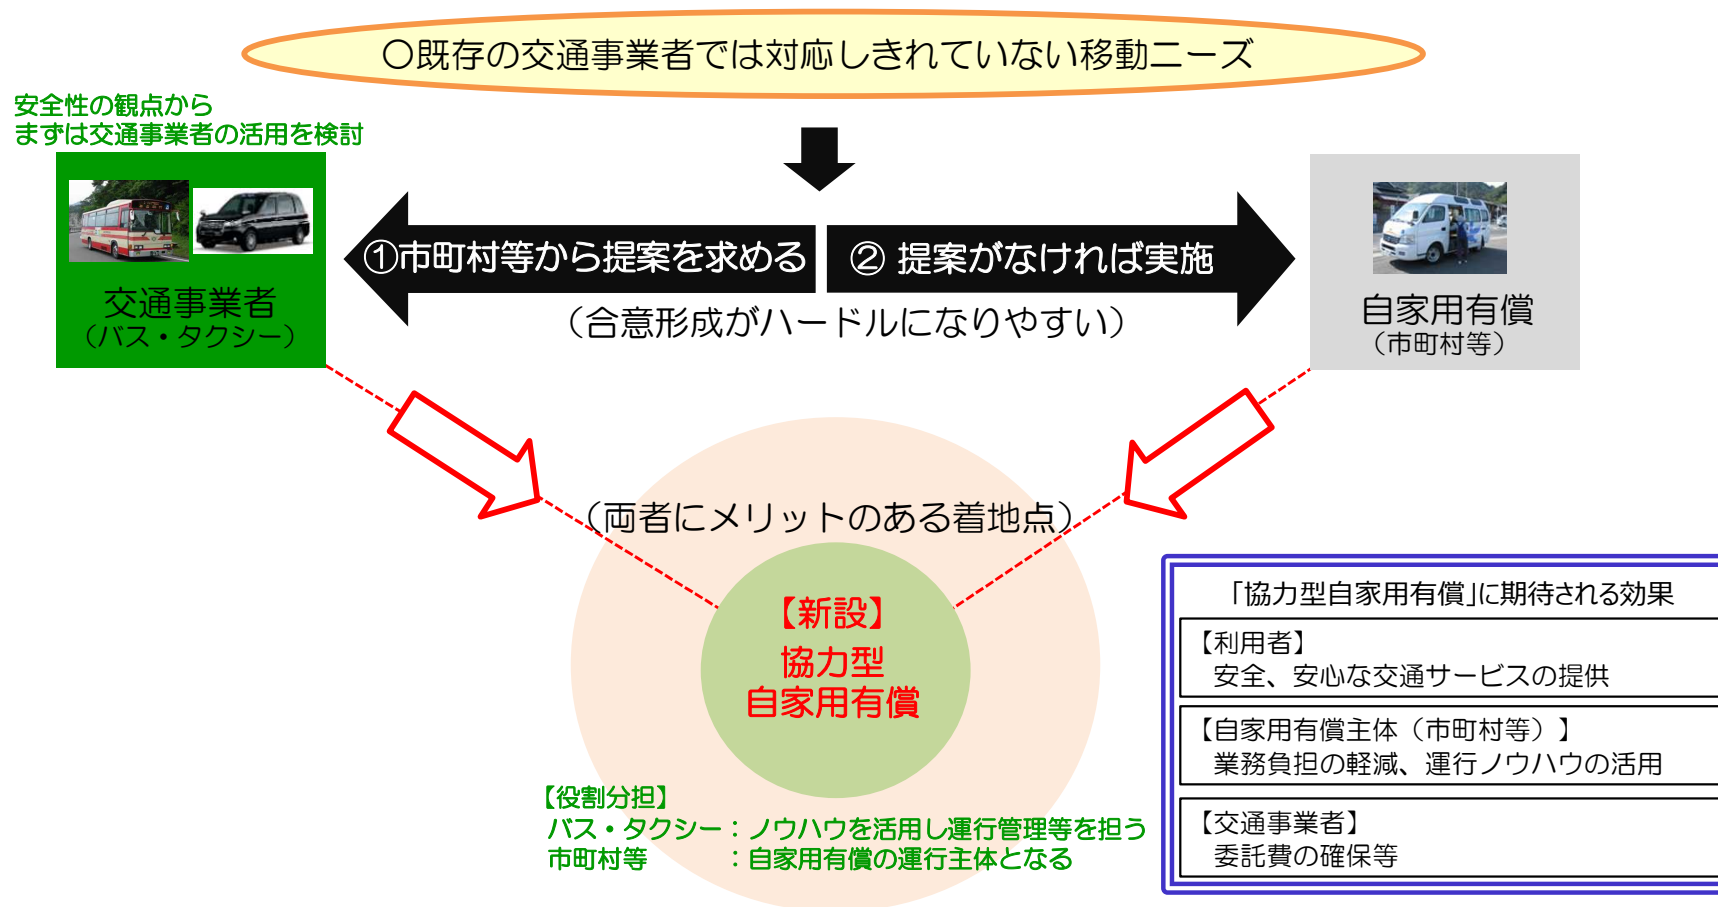 〇既存の交通事業者では対応しきれていない移動ニーズ
安全性の観点から
まずは交通事業者の活用を検討
交通事業者
（バス・タクシー）
①市町村等から提案を求める
② 提案がなければ実施
（合意形成がハードルになりやすい）
自家用有償
（市町村等）
（両者にメリットのある着地点）
【新設】
協力型
自家用有償
【役割分担】
バス・タクシー：ノウハウを活用し運行管理等を担う
市町村等　　　：自家用有償の運行主体となる
「協力型自家用有償」に期待される効果
【利用者】
安全、安心な交通サービスの提供
【自家用有償主体（市町村等）】
業務負担の軽減、運行ノウハウの活用
【交通事業者】
委託費の確保等